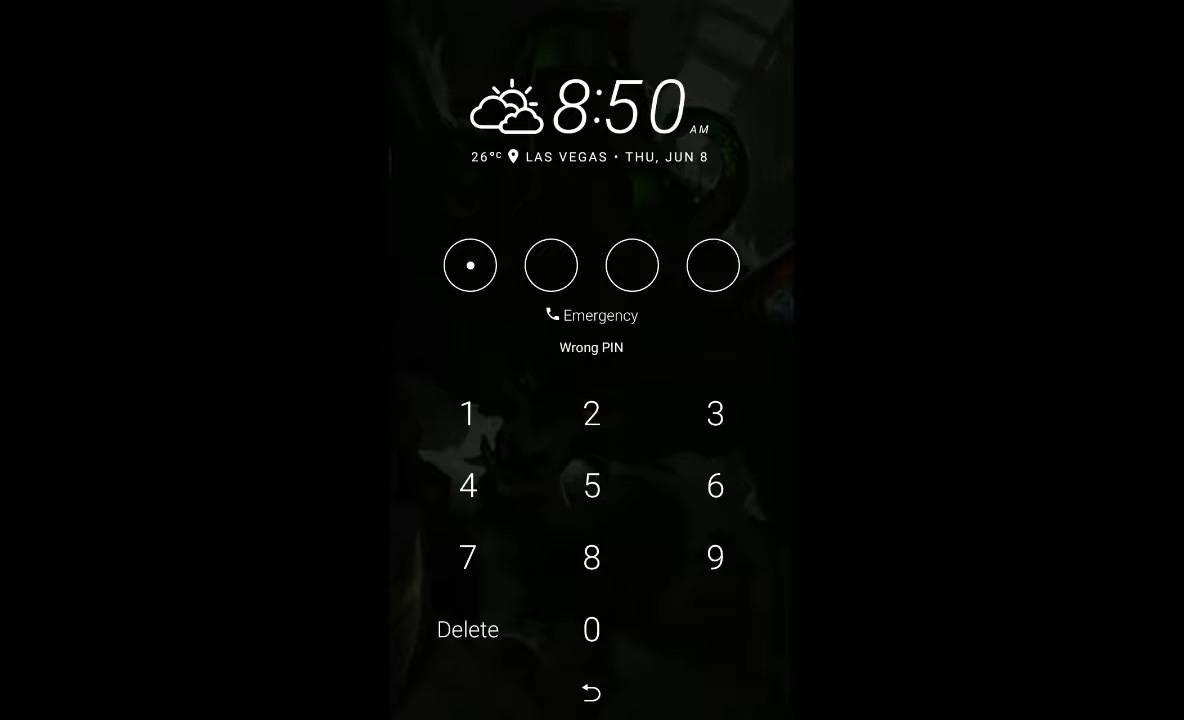 8:50 AM
26°C LAS VEGAS • THU, JUN 8
Emergency
Wrong PIN
1 2 3
4 5 6
7 8 9
Delete 0